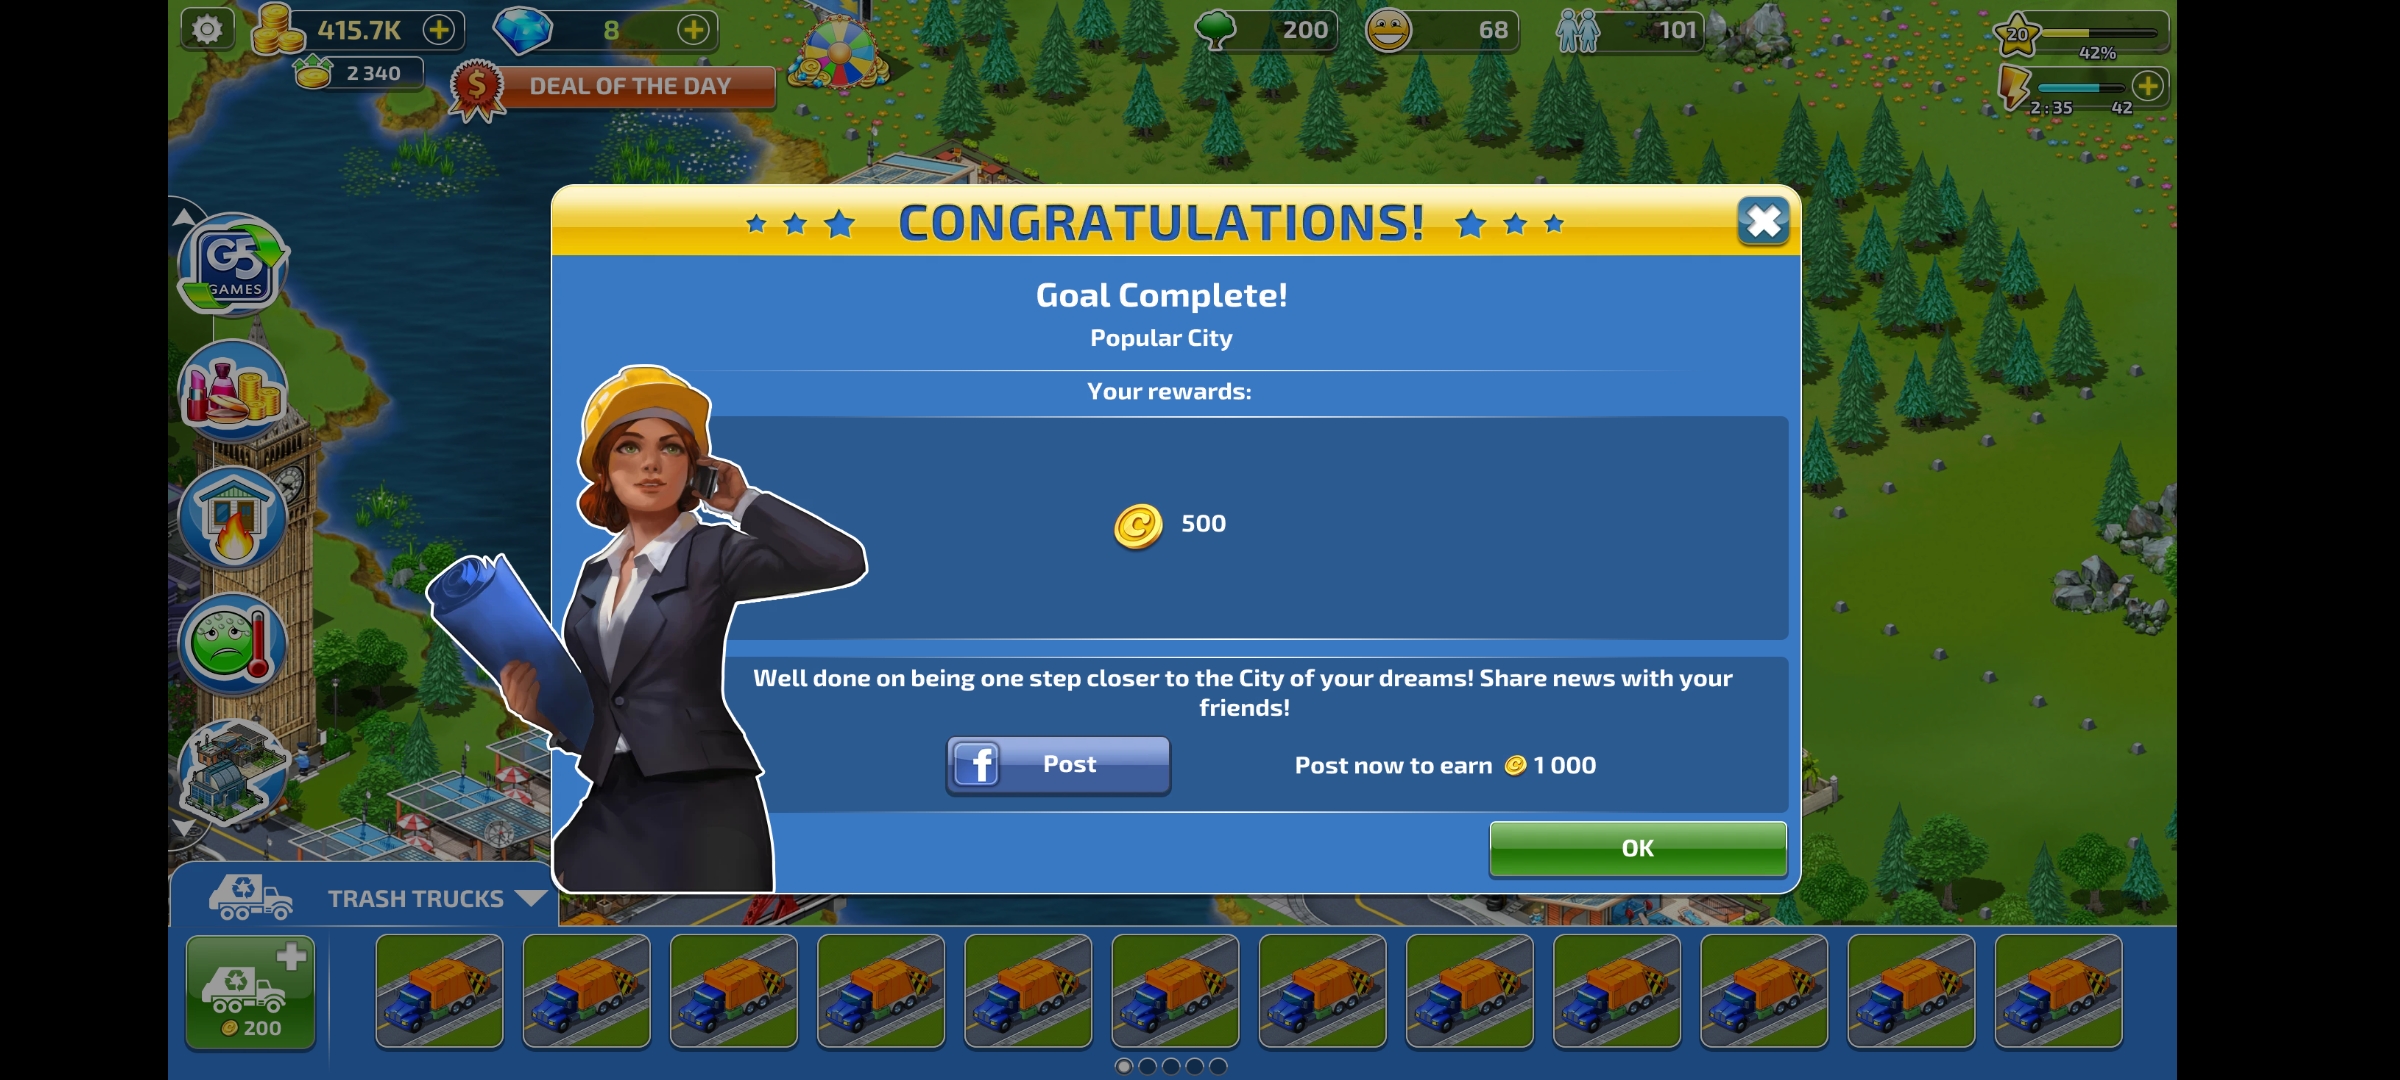 415.7K
8
200
68
101
20
42%
2 340
DEAL OF THE DAY
2:35
42
CONGRATULATIONS!
G5
GAMES
Goal Complete!
Popular City
Your rewards:
500
Well done on being one step closer to the City of your dreams! Share news with your
friends!
f
Post
Post now to earn 1 000
OK
TRASH TRUCKS
200